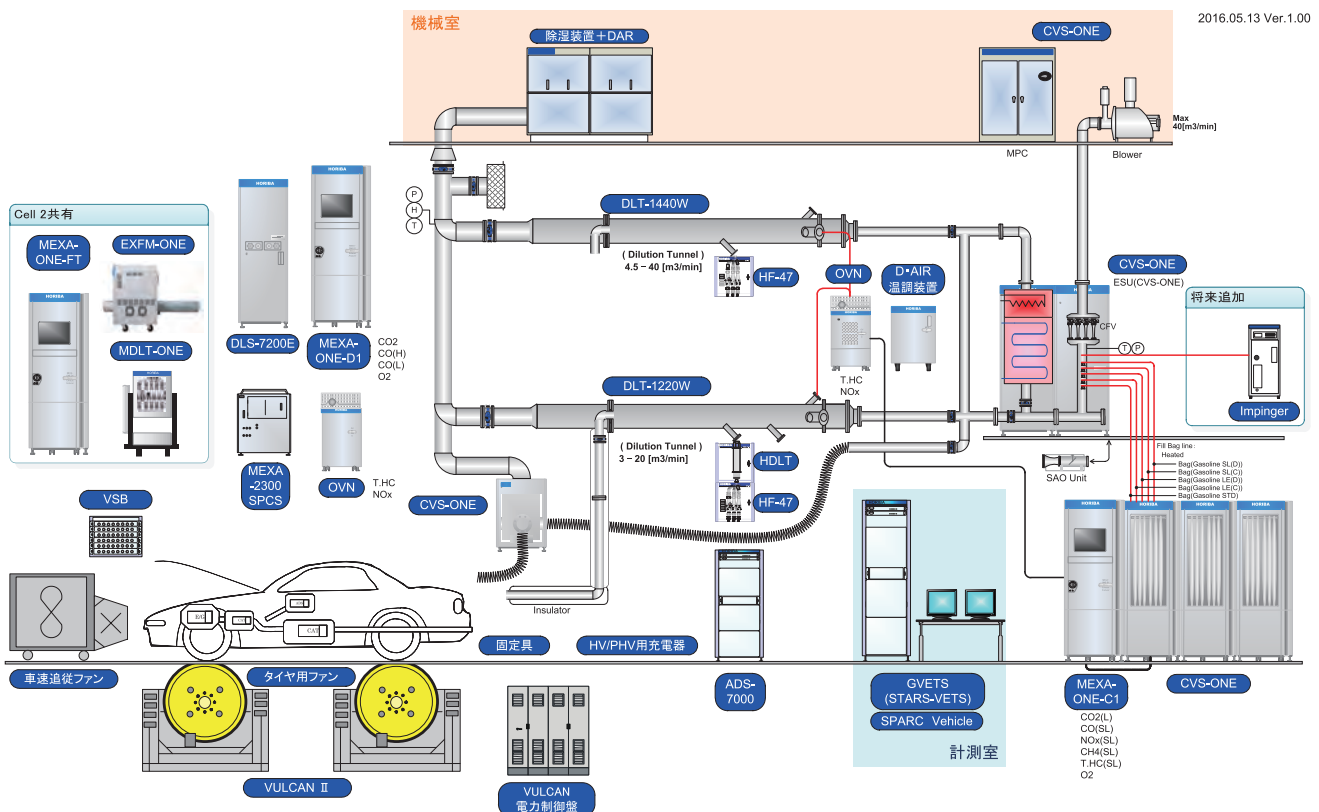 機械室
2016.05.13 Ver.1.00
除湿装置+DAR
CVS-ONE
Max
40[m3/min]
MPC
Blower
HORIBA
HORIBA
P
H
T
DLT-1440W
( Dilution Tunnel )
4.5－40 [m3/min]
HF-47
OVN
D・AIR
温調装置
CVS-ONE
ESU(CVS-ONE)
Cell 2共有
MEXA-
ONE-FT
EXFM-ONE
HORIBA
MDLT-ONE
DLS-7200E
MEXA-
ONE-D1
CO2
CO(H)
CO(L)
O2
CFV
T P
将来追加
Impinger
T.HC
NOx
DLT-1220W
( Dilution Tunnel )
3－20 [m3/min]
HDLT
HF-47
MEXA
-2300
SPCS
OVN
T.HC
NOx
CVS-ONE
SAO Unit
Fill Bag line:
Heated
Bag(Gasoline SL(D))
Bag(Gasoline SL(C))
Bag(Gasoline LE(D))
Bag(Gasoline LE(C))
Bag(Gasoline STD)
VSB
HORIBA
HORIBA
HORIBA
HORIBA
E/G
CAT
Insulator
固定具
HV/PHV用充電器
車速追従ファン
タイヤ用ファン
ADS-
7000
GVETS
(STARS-VETS)
SPARC Vehicle
計測室
MEXA-
ONE-C1
CVS-ONE
CO2(L)
CO(SL)
NOx(SL)
CH4(SL)
T.HC(SL)
O2
VULCAN II
VULCAN
電力制御盤